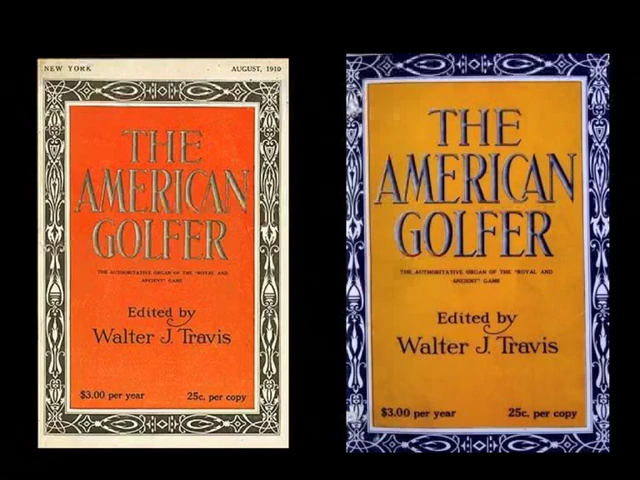 NEW YORK AUGUST, 1910
THE
AMERICAN
GOLFER
THE AUTHORITATIVE ORGAN OF THE "ROYAL AND
ANCIENT" GAME
Edited by
Walter J. Travis
$3.00 per year 25c. per copy
THE
AMERICAN
GOLFER
THE AUTHORITATIVE ORGAN OF THE "ROYAL AND
ANCIENT" GAME
Edited by
Walter J. Travis
$3.00 per year 25c. per copy